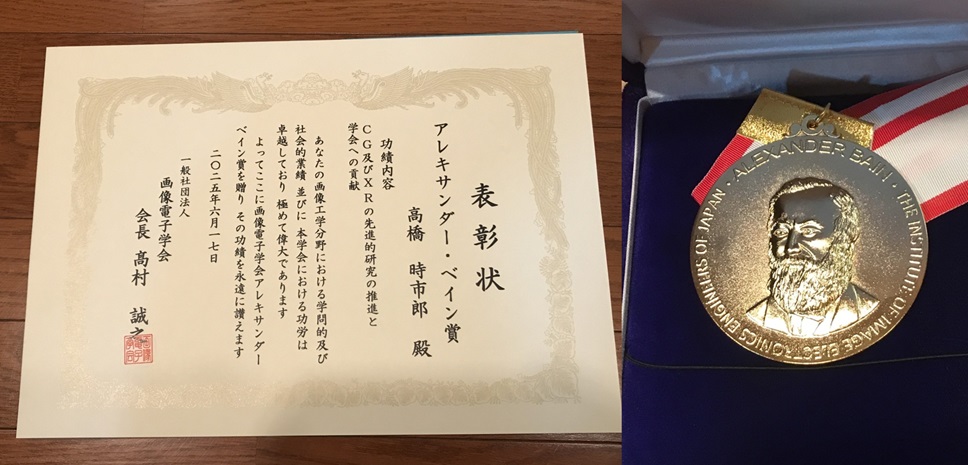 表彰状
アレキサンダー・ベイン賞
高橋 時市郎 殿
功績内容
CG及びXRの先進的研究の推進と
学会への貢献
あなたの画像工学分野における学問的及び
社会的業績 並びに 本学会における功労は
卓越しており 極めて偉大であります
よってここに画像電子学会アレキサンダー
ベイン賞を贈り その功績を永遠に讃えます
二〇二五年六月一七日
一般社団法人
画像電子学会
会長 髙村 誠之
ALEXANDER BAIN · THE INSTITUTE OF IMAGE ELECTRONICS ENGINEERS OF JAPAN ·